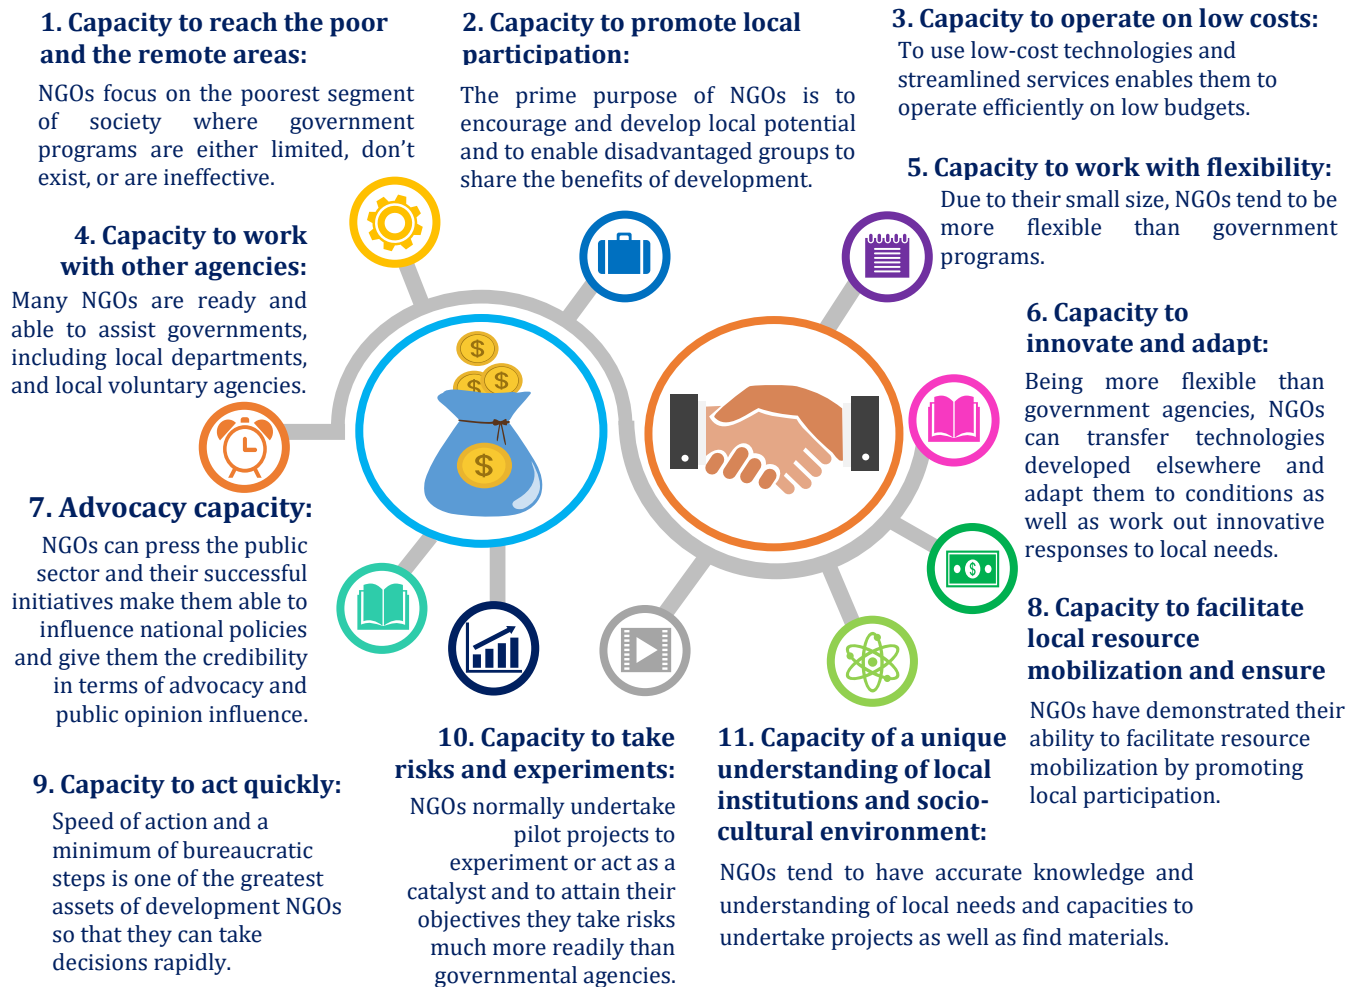 1. Capacity to reach the poor
and the remote areas:
NGOs focus on the poorest segment
of society where government
programs are either limited, don't
exist, or are ineffective.
2. Capacity to promote local
participation:
The prime purpose of NGOs is to
encourage and develop local potential
and to enable disadvantaged groups to
share the benefits of development.
3. Capacity to operate on low costs:
To use low-cost technologies and
streamlined services enables them to
operate efficiently on low budgets.
4. Capacity to work
with other agencies:
Many NGOs are ready and
able to assist governments,
including local departments,
and local voluntary agencies.
5. Capacity to work with flexibility:
Due to their small size, NGOs tend to be
more flexible than government
programs.
6. Capacity to
innovate and adapt:
Being more flexible than
government agencies, NGOs
can transfer technologies
developed elsewhere and
adapt them to conditions as
well as work out innovative
responses to local needs.
$
$
$
$
$
7. Advocacy capacity:
NGOs can press the public
sector and their successful
initiatives make them able to
influence national policies
and give them the credibility
in terms of advocacy and
public opinion influence.
8. Capacity to facilitate
local resource
mobilization and ensure
NGOs have demonstrated their
ability to facilitate resource
mobilization by promoting
local participation.
9. Capacity to act quickly:
Speed of action and a
minimum of bureaucratic
steps is one of the greatest
assets of development NGOs
so that they can take
decisions rapidly.
10. Capacity to take
risks and experiments:
NGOs normally undertake
pilot projects to
experiment or act as a
catalyst and to attain their
objectives they take risks
much more readily than
governmental agencies.
11. Capacity of a unique
understanding of local
institutions and socio-
cultural environment:
NGOs tend to have accurate knowledge and
understanding of local needs and capacities to
undertake projects as well as find materials.